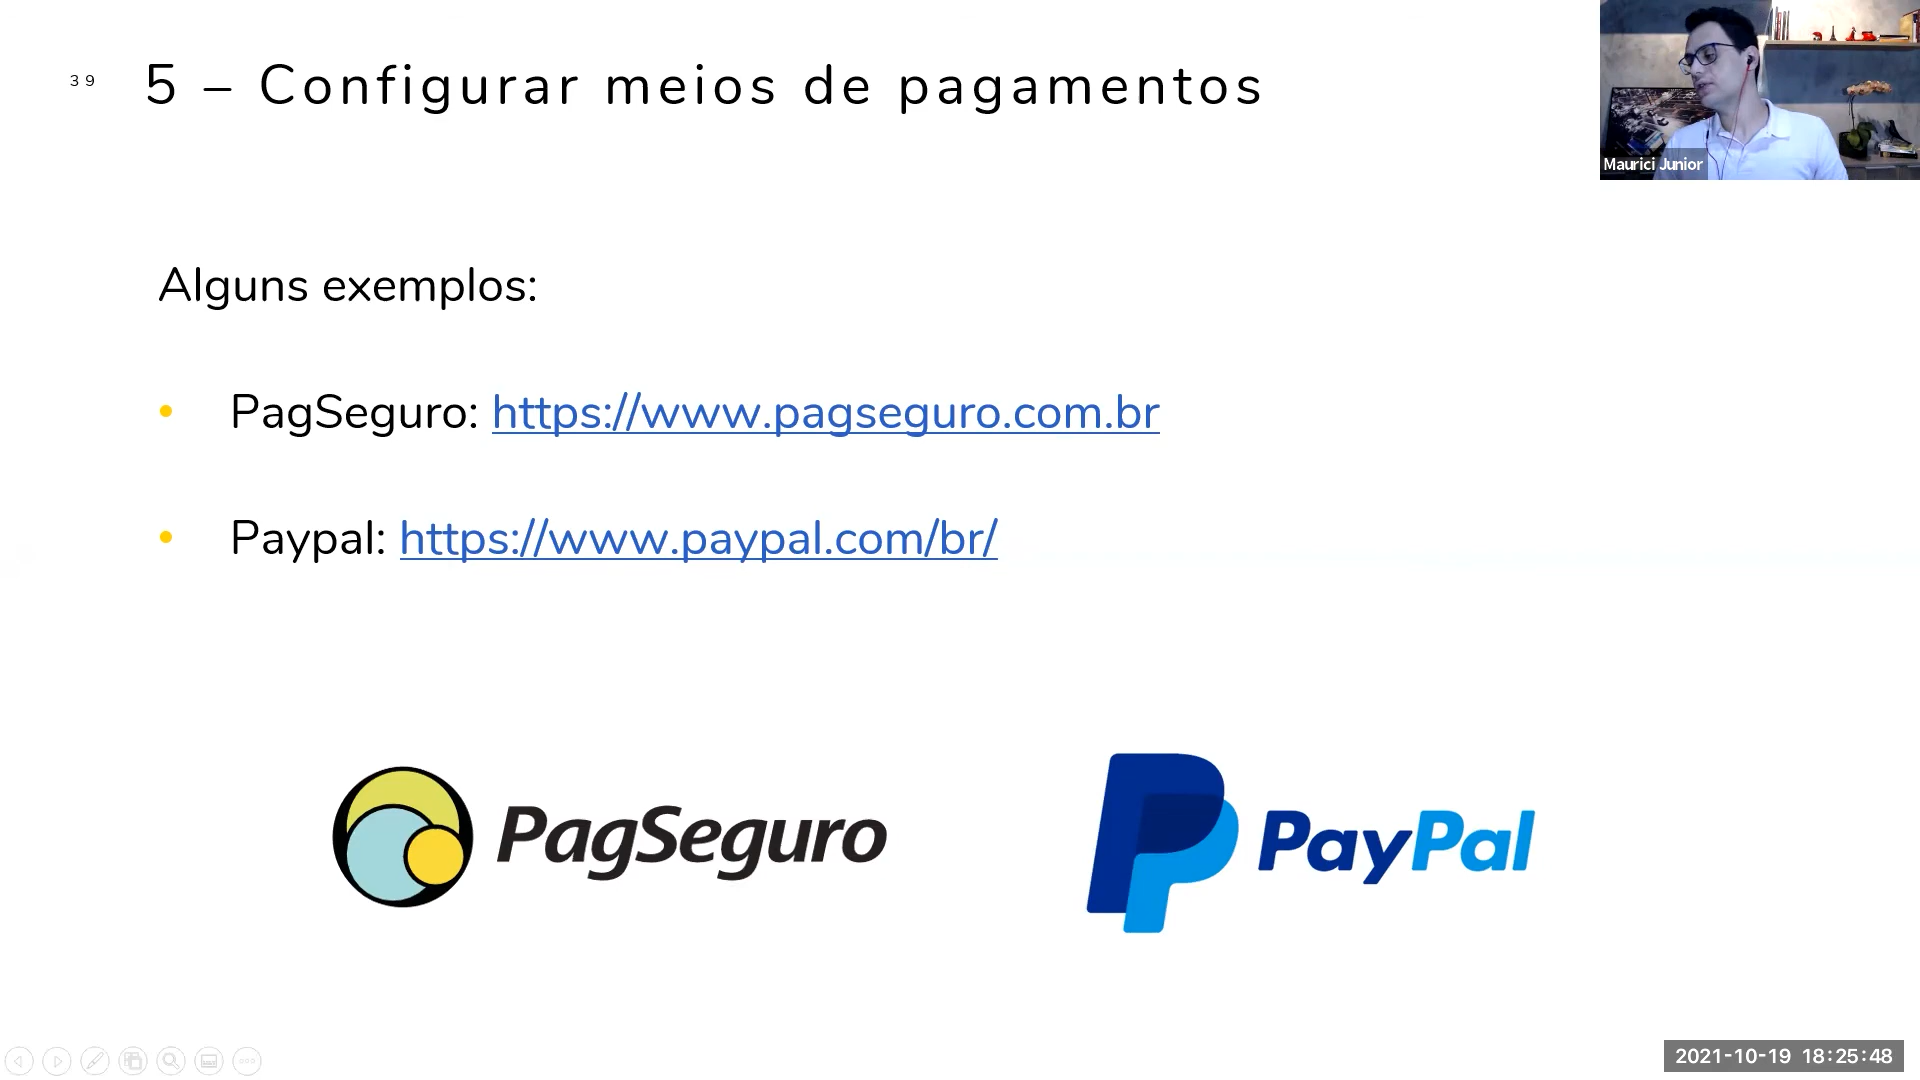 39
5 – Configurar meios de pagamentos
Maurici Junior
Alguns exemplos:
• PagSeguro: https://www.pagseguro.com.br
• Paypal: https://www.paypal.com/br/
PagSeguro
PayPal
2021-10-19 18:25:48